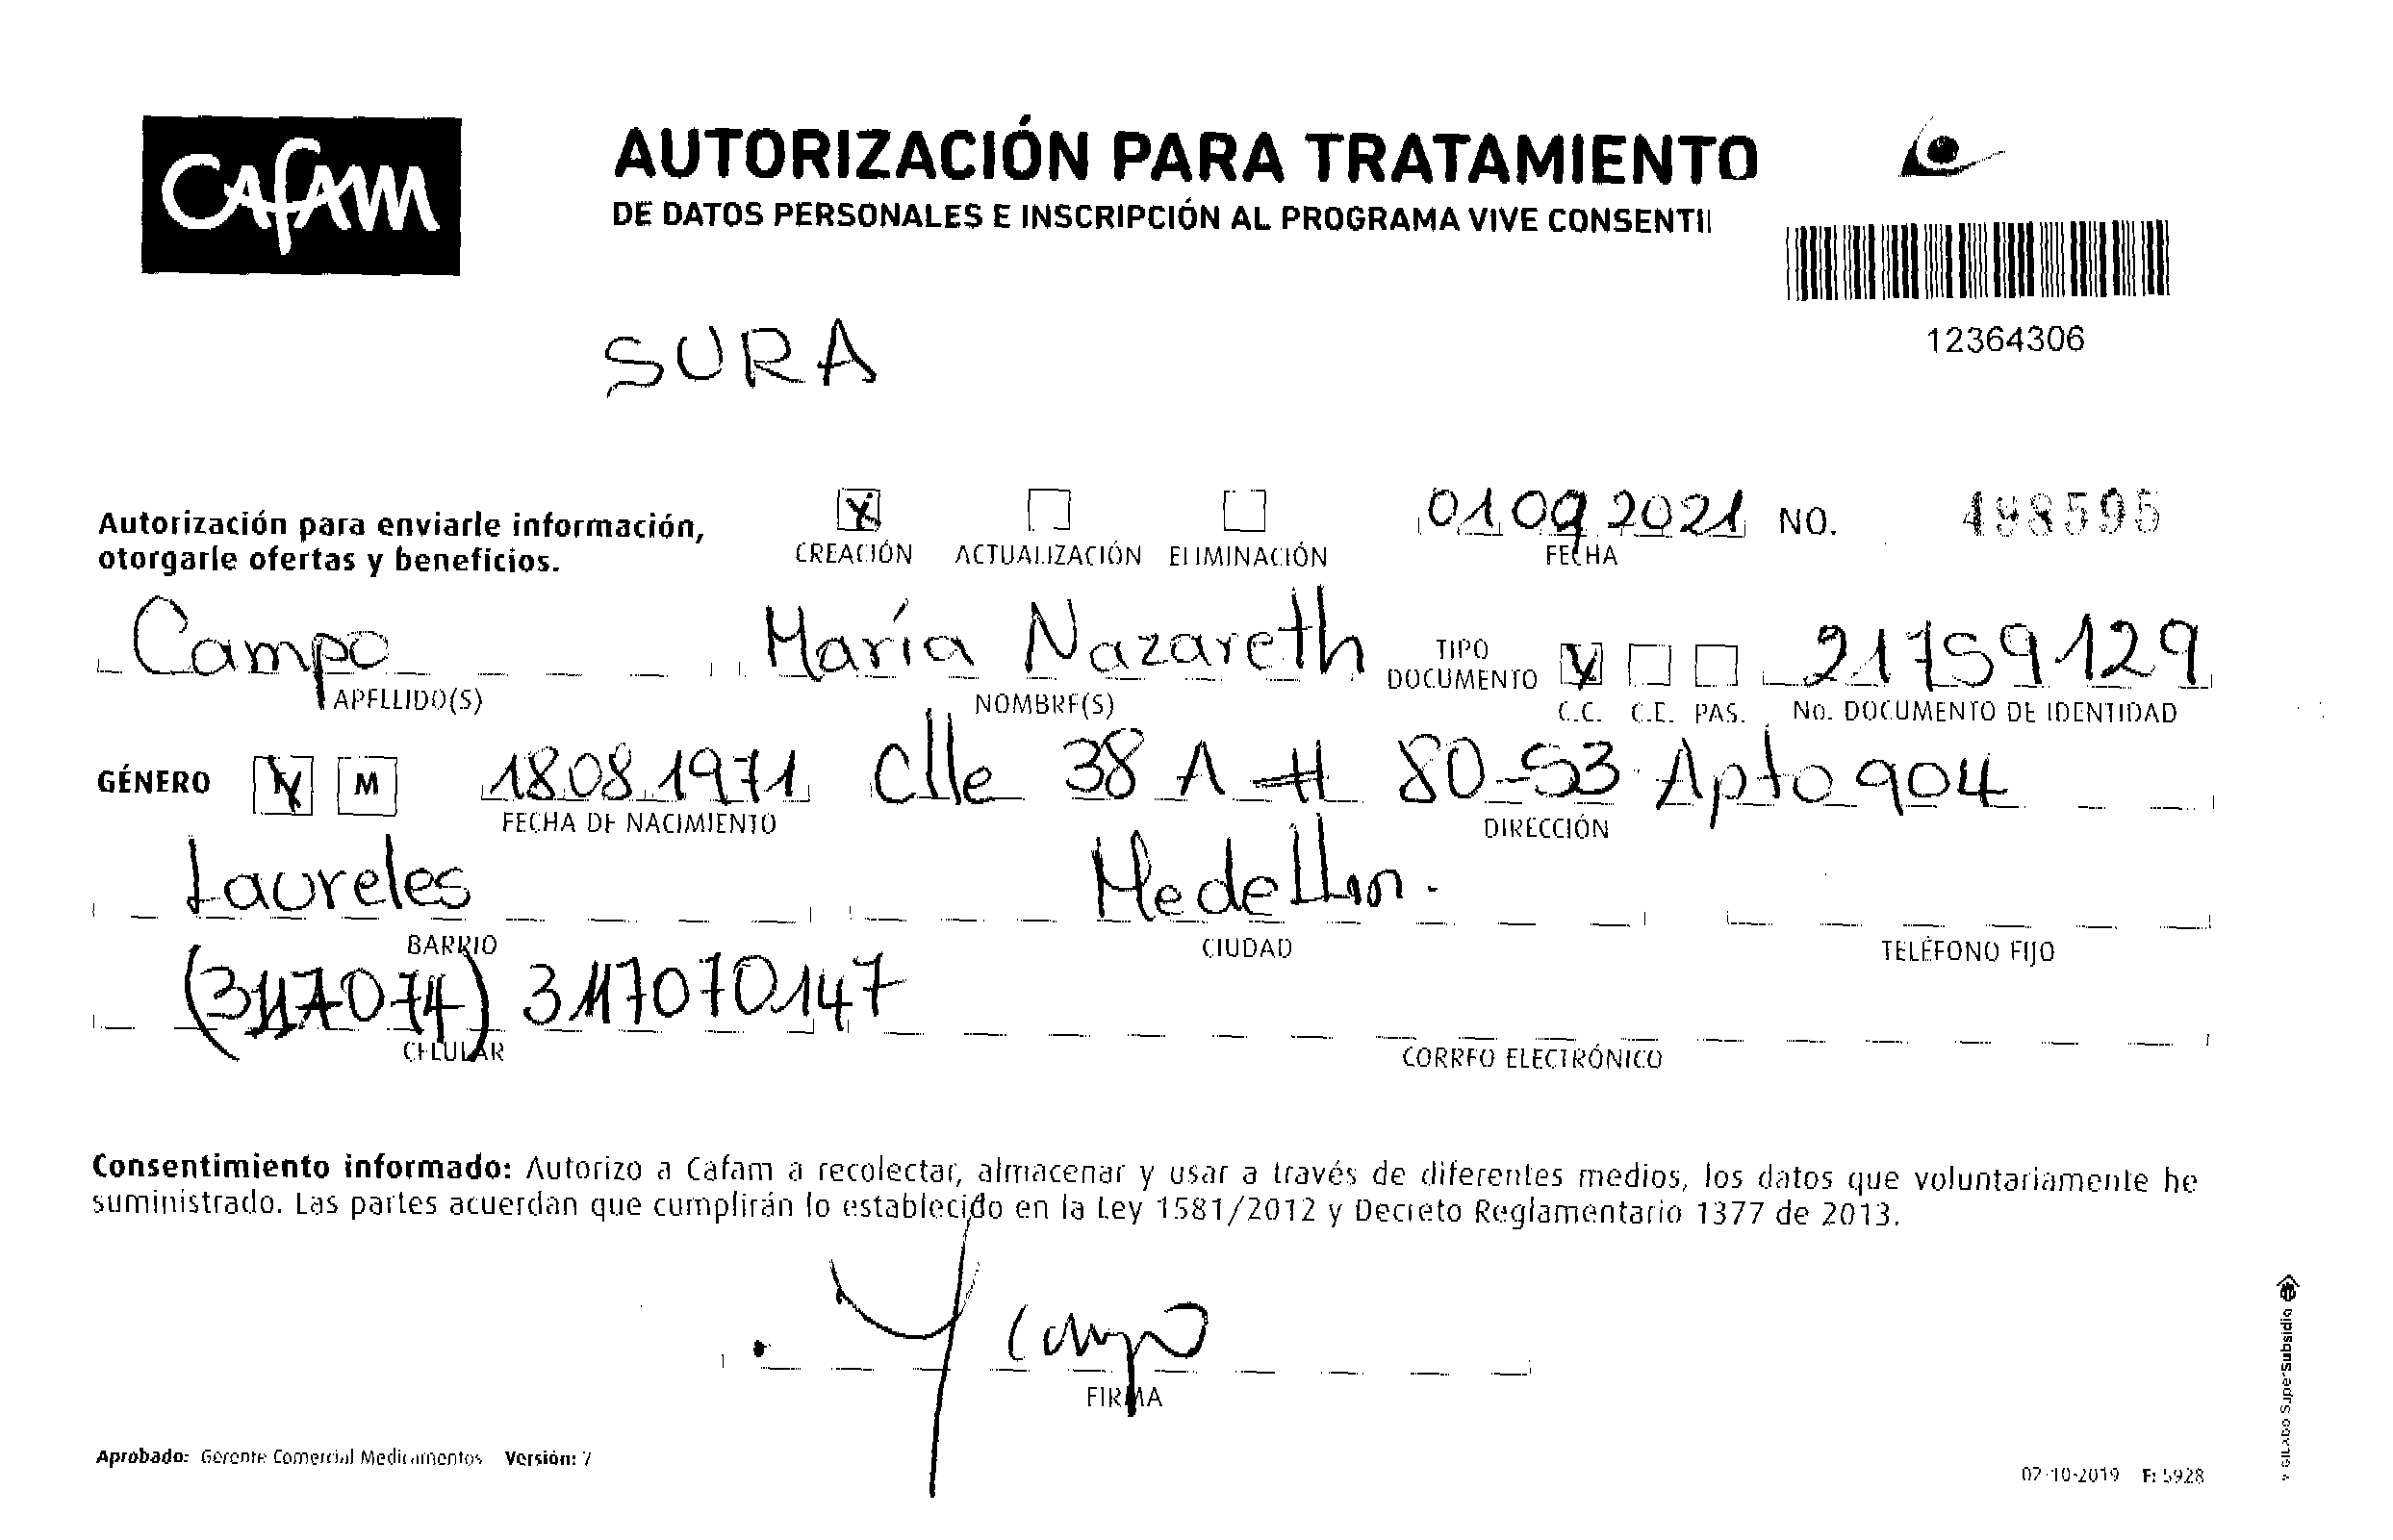 CAFAM
AUTORIZACIÓN PARA TRATAMIENTO
DE DATOS PERSONALES E INSCRIPCIÓN AL PROGRAMA VIVE CONSENTI
12364306
SURA
Autorización para enviarle información,
otorgarle ofertas y beneficios.
X
CREACIÓN ACTUALIZACIÓN ELIMINACIÓN
01 09 2021 NO. 498595
FECHA
Campo María Nazareth TIPO DOCUMENTO X 21759129
APELLIDO(S) NOMBRE(S) C.C. C.E. PAS. No. DOCUMENTO DE IDENTIDAD
GÉNERO X M 18.08.1971 Clle 38 A # 80-53 Apto 904
FECHA DE NACIMIENTO DIRECCIÓN
Laureles Medellin.
BARRIO CIUDAD TELÉFONO FIJO
(317074) 3117070147
CELULAR CORREO ELECTRÓNICO
Consentimiento informado: Autorizo a Cafam a recolectar, almacenar y usar a través de diferentes medios, los datos que voluntariamente he
suministrado. Las partes acuerdan que cumplirán lo establecido en la Ley 1581/2012 y Decreto Reglamentario 1377 de 2013.
Campo
FIRMA
Aprobado: Gerente Comercial Medicamentos Versión: 7
02-10-2019 F: 5928
VIGILADO SuperSubsidio